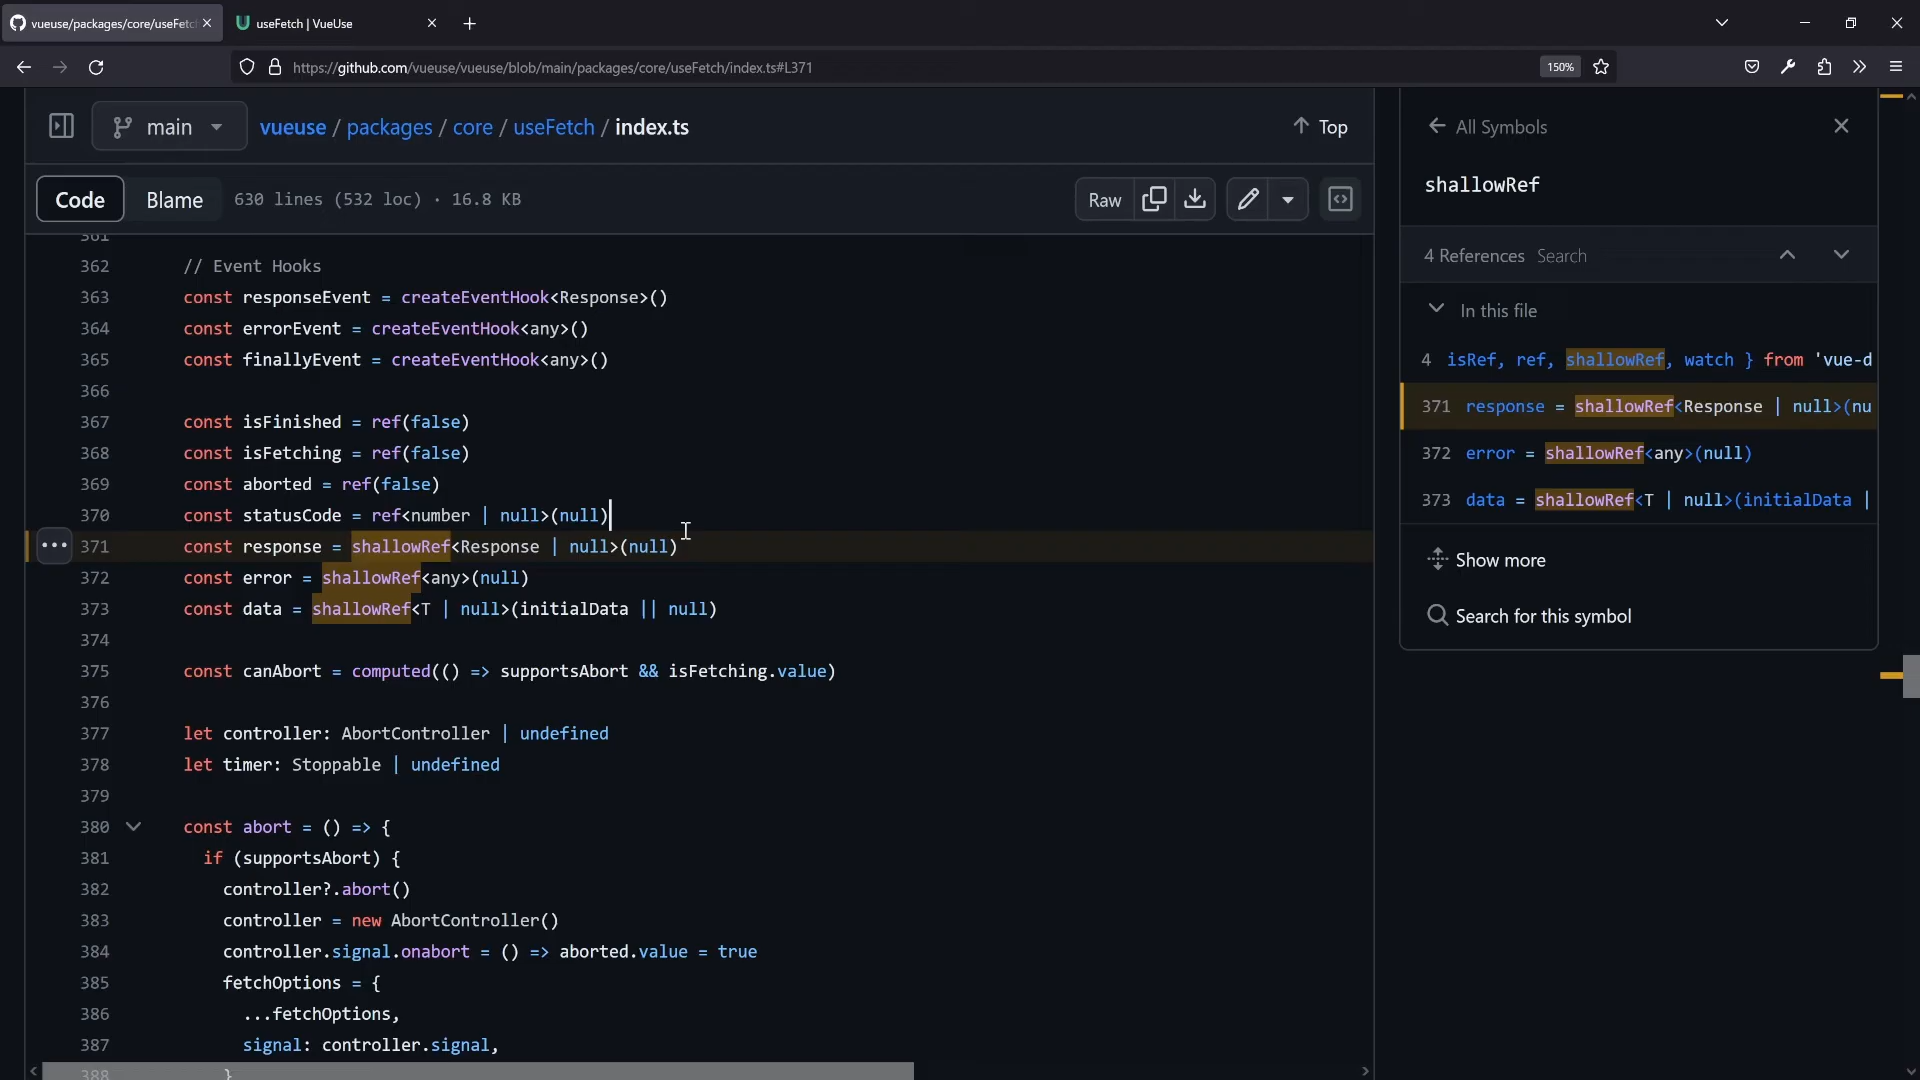 vueuse/packages/core/useFetc
useFetch | VueUse
https://github.com/vueuse/vueuse/blob/main/packages/core/useFetch/index.ts#L371
150%
main
vueuse / packages / core / useFetch / index.ts
Top
Code
Blame
630 lines (532 loc) · 16.8 KB
Raw
361
362 // Event Hooks
363 const responseEvent = createEventHook<Response>()
364 const errorEvent = createEventHook<any>()
365 const finallyEvent = createEventHook<any>()
366
367 const isFinished = ref(false)
368 const isFetching = ref(false)
369 const aborted = ref(false)
370 const statusCode = ref<number | null>(null)
371 const response = shallowRef<Response | null>(null)
372 const error = shallowRef<any>(null)
373 const data = shallowRef<T | null>(initialData || null)
374
375 const canAbort = computed(() => supportsAbort && isFetching.value)
376
377 let controller: AbortController | undefined
378 let timer: Stoppable | undefined
379
380 const abort = () => {
381 if (supportsAbort) {
382 controller?.abort()
383 controller = new AbortController()
384 controller.signal.onabort = () => aborted.value = true
385 fetchOptions = {
386 ...fetchOptions,
387 signal: controller.signal,
388 }
All Symbols
shallowRef
4 References Search
In this file
4 isRef, ref, shallowRef, watch } from 'vue-d
371 response = shallowRef<Response | null>(nu
372 error = shallowRef<any>(null)
373 data = shallowRef<T | null>(initialData |
Show more
Search for this symbol